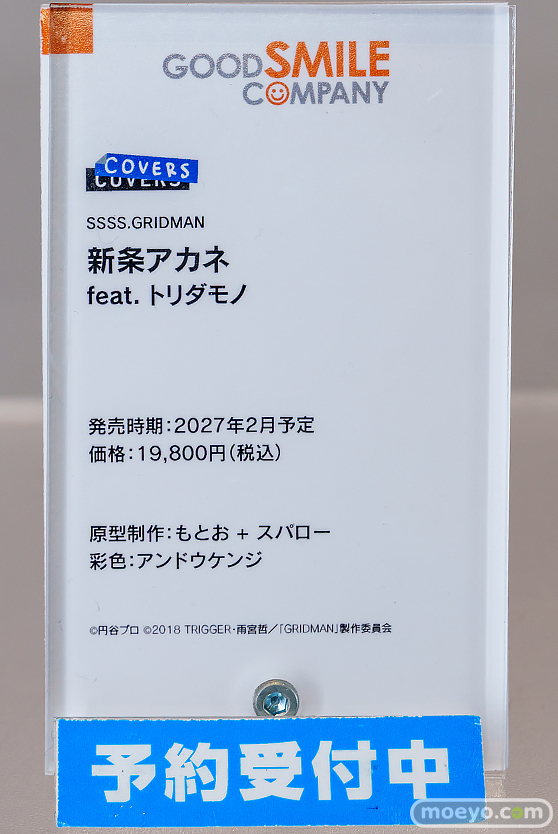 GOODSMILE
COMPANY
COVERS
COVERS
SSSS.GRIDMAN
新条アカネ
feat. トリダモノ
発売時期:2027年2月予定
価格:19,800円(税込)
原型制作:もとお + スパロー
彩色:アンドウケンジ
©円谷プロ ©2018 TRIGGER・雨宮哲/「GRIDMAN」製作委員会
予約受付中
moeyo.com